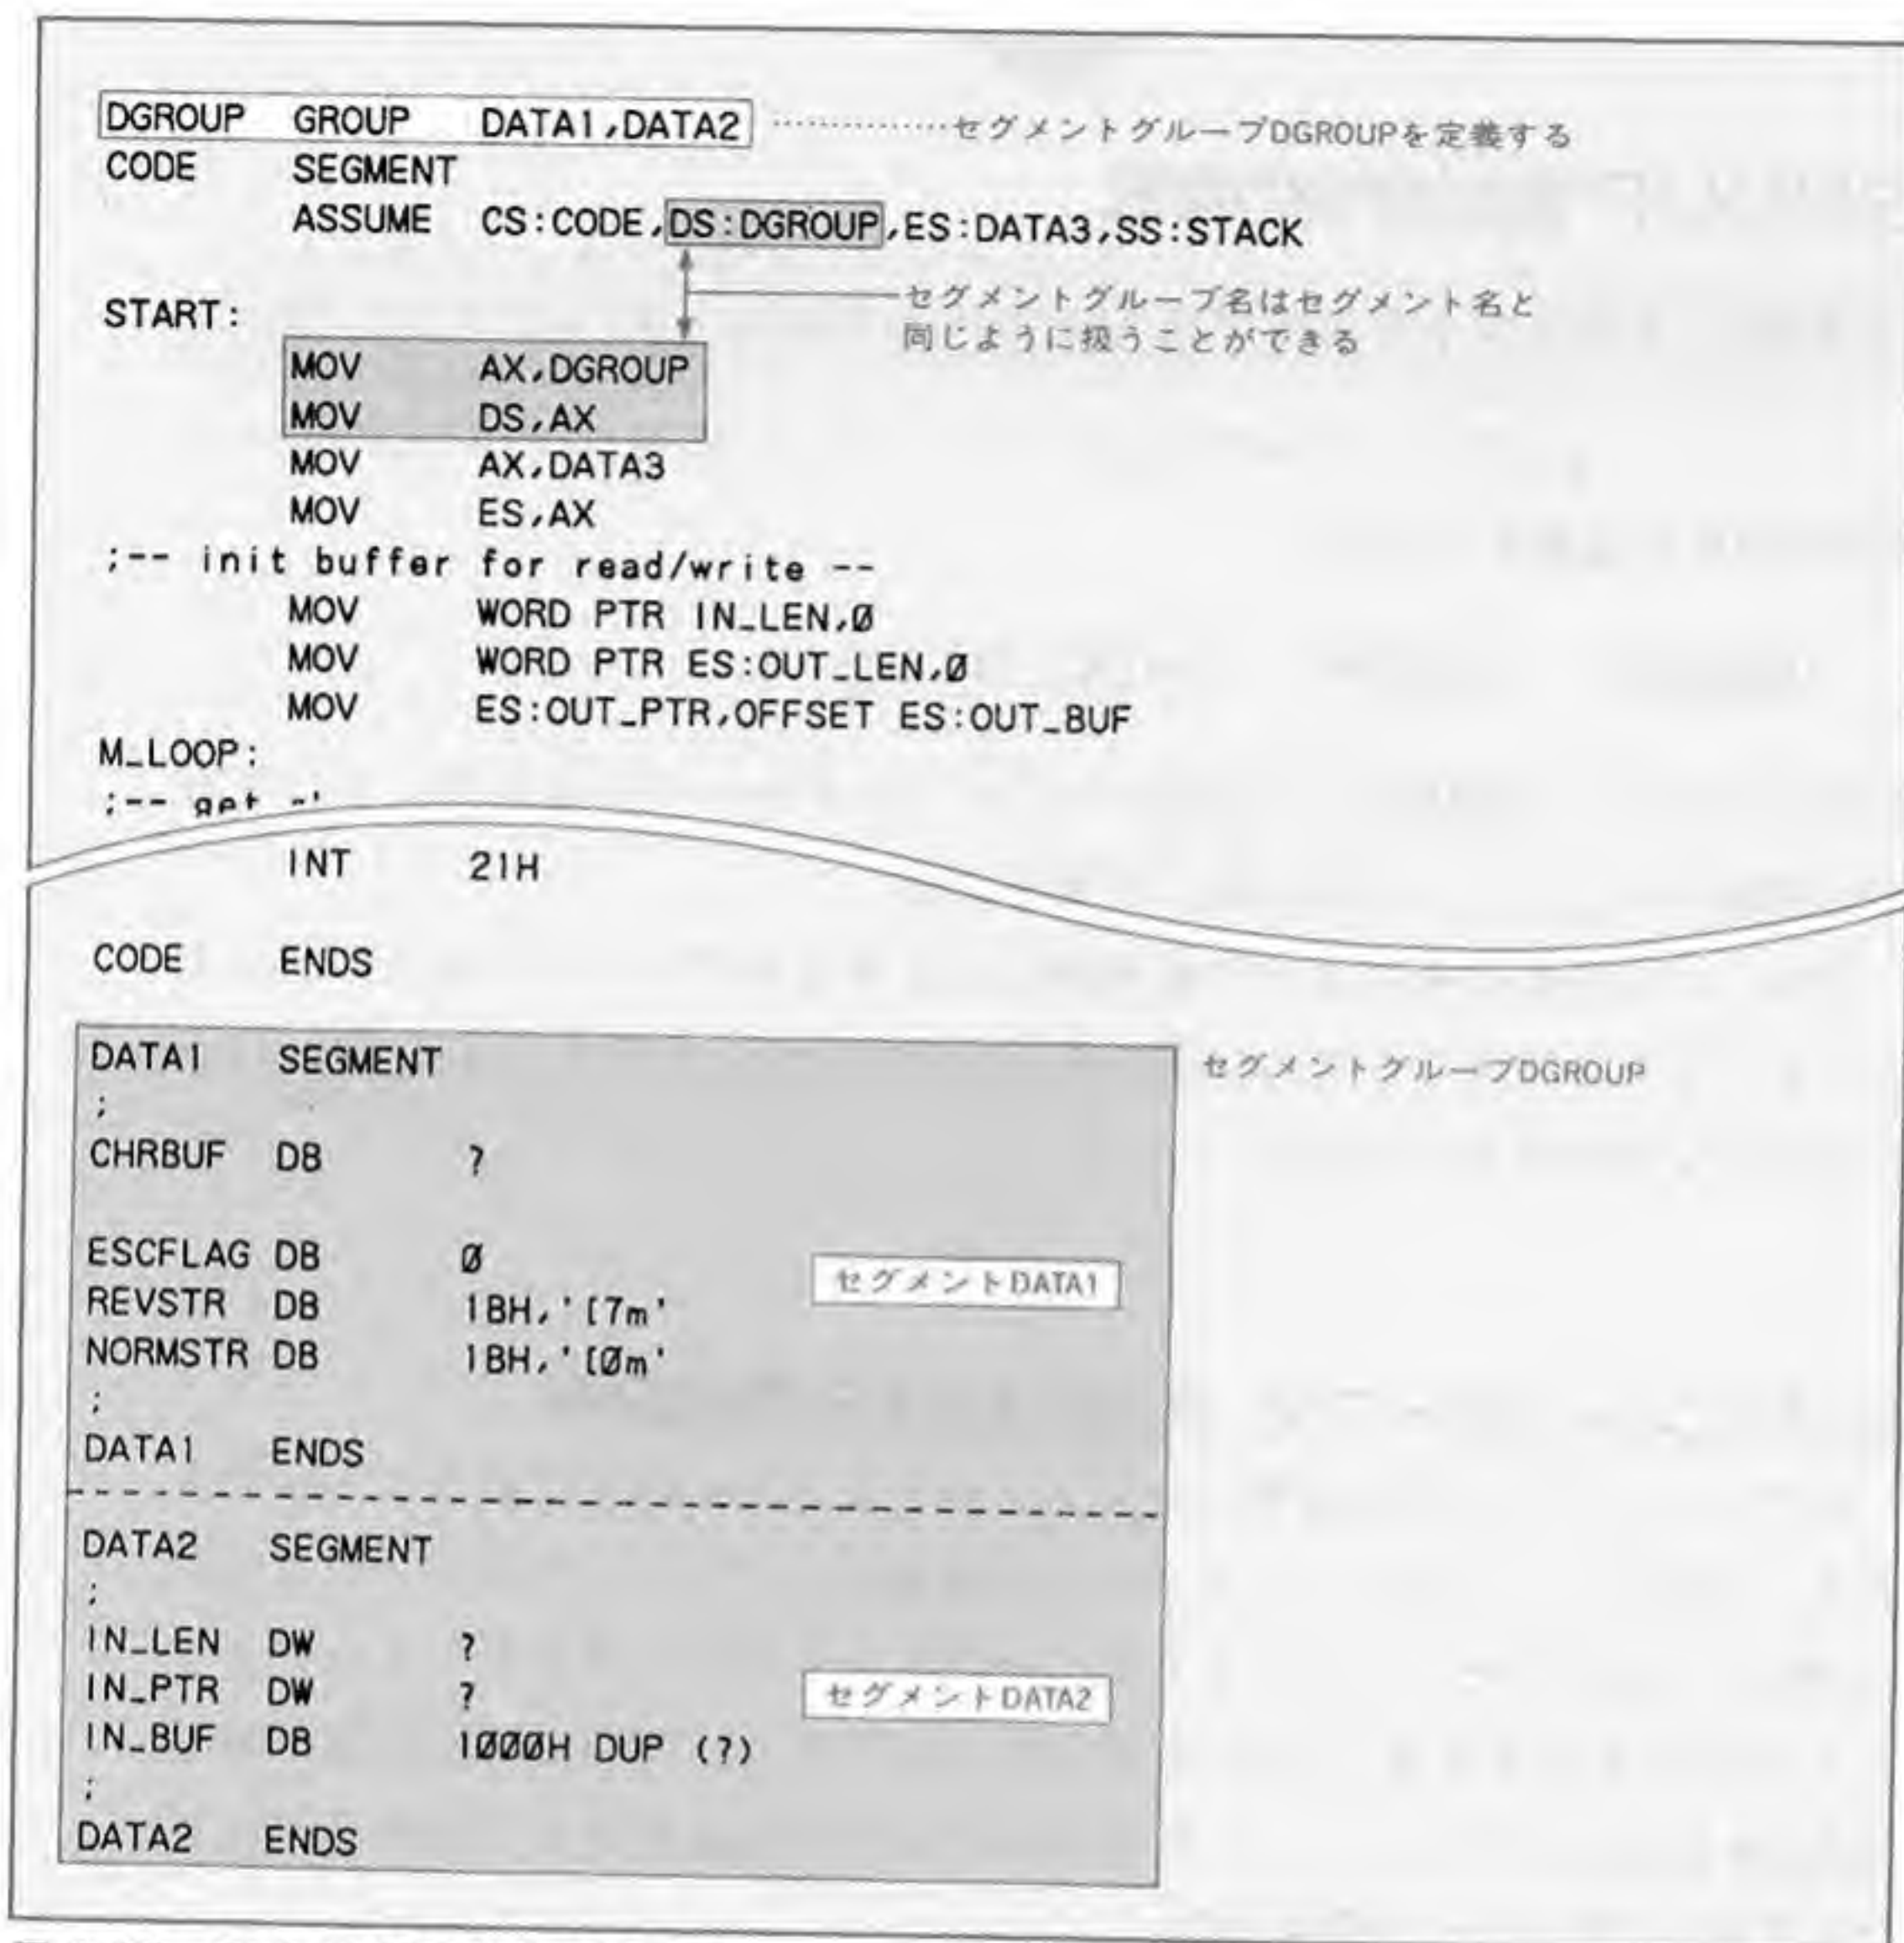 DGROUP GROUP DATA1,DATA2 ……………セグメントグループDGROUPを定義する
CODE SEGMENT
ASSUME CS:CODE,DS:DGROUP,ES:DATA3,SS:STACK
セグメントグループ名はセグメント名と
START:
同じように扱うことができる
MOV AX,DGROUP
MOV DS,AX
MOV AX,DATA3
MOV ES,AX
;-- init buffer for read/write --
MOV WORD PTR IN_LEN,0
MOV WORD PTR ES:OUT_LEN,0
MOV ES:OUT_PTR,OFFSET ES:OUT_BUF
M_LOOP:
;-- get
INT 21H
CODE ENDS
DATA1 SEGMENT セグメントグループDGROUP
;
CHRBUF DB ?
ESCFLAG DB 0
セグメントDATA1
REVSTR DB 1BH,'[7m'
NORMSTR DB 1BH,'[0m'
;
DATA1 ENDS
DATA2 SEGMENT
;
IN_LEN DW ?
IN_PTR DW ? セグメントDATA2
IN_BUF DB 1000H DUP (?)
;
DATA2 ENDS